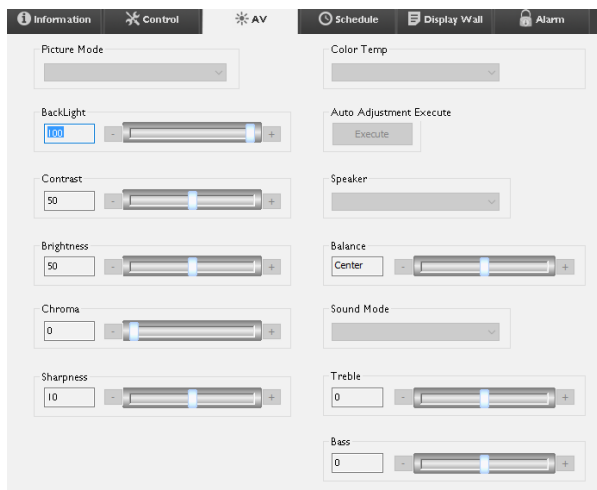 Information Control AV Schedule Display Wall Alarm
Picture Mode
BackLight
100 - +
Contrast
50 - +
Brightness
50 - +
Chroma
0 - +
Sharpness
10 - +
Color Temp
Auto Adjustment Execute
Execute
Speaker
Balance
Center - +
Sound Mode
Treble
0 - +
Bass
0 - +